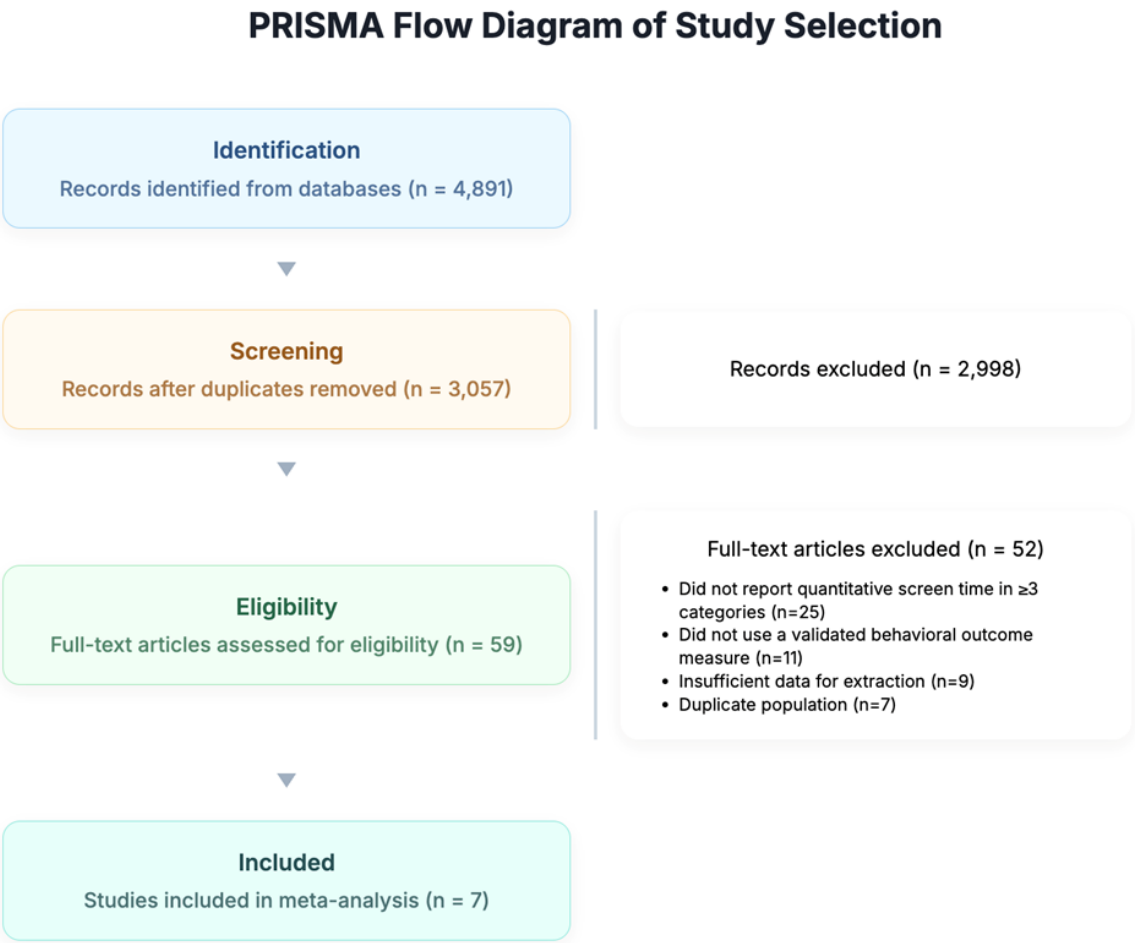 PRISMA Flow Diagram of Study Selection
Identification
Records identified from databases (n = 4,891)
Screening
Records after duplicates removed (n = 3,057)
Records excluded (n = 2,998)
Eligibility
Full-text articles assessed for eligibility (n = 59)
Full-text articles excluded (n = 52)
• Did not report quantitative screen time in ≥3
categories (n=25)
• Did not use a validated behavioral outcome
measure (n=11)
• Insufficient data for extraction (n=9)
• Duplicate population (n=7)
Included
Studies included in meta-analysis (n = 7)